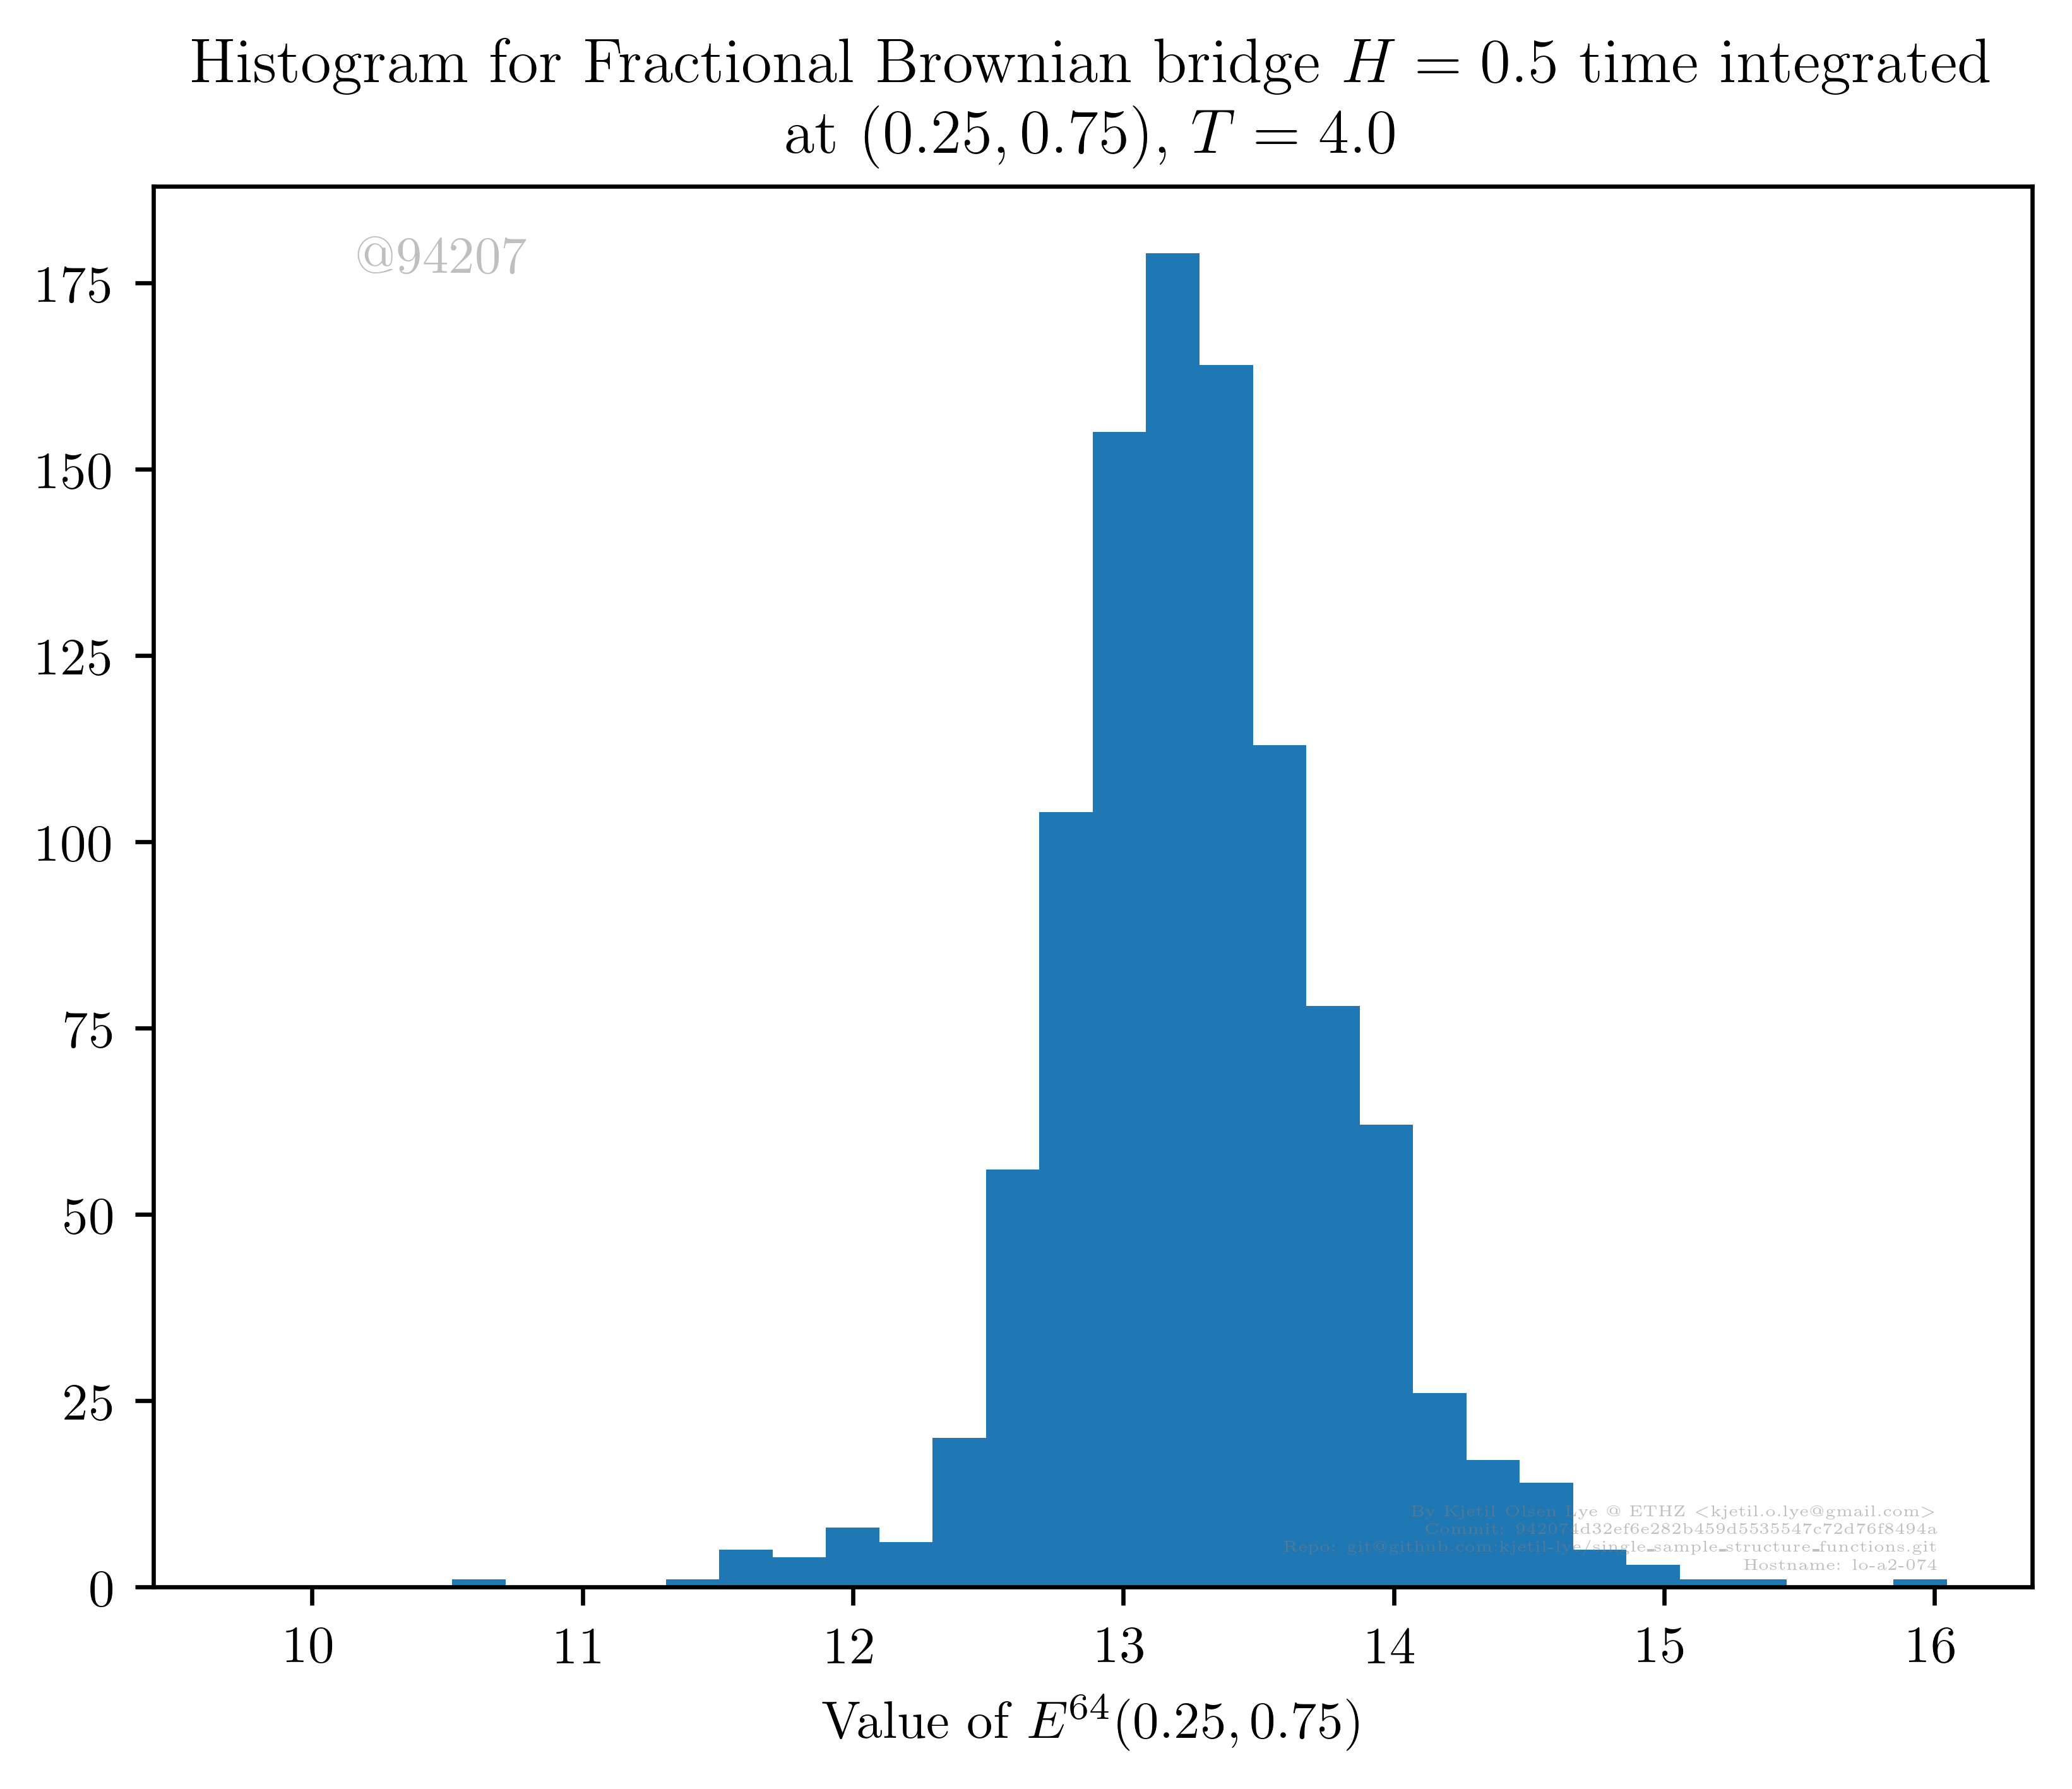 Histogram for Fractional Brownian bridge H = 0.5 time integrated
at (0.25, 0.75), T = 4.0
@94207
175
150
125
100
75
50
25
0
By Kjetil Olsen Lye @ ETHZ <kjetil.o.lye@gmail.com>
Commit: 942074d32ef6e282b459d5535547c72d76f8494a
Repo: git@github.com:kjetil-lye/single_sample_structure_functions.git
Hostname: lo-a2-074
10 11 12 13 14 15 16
Value of E^64(0.25, 0.75)